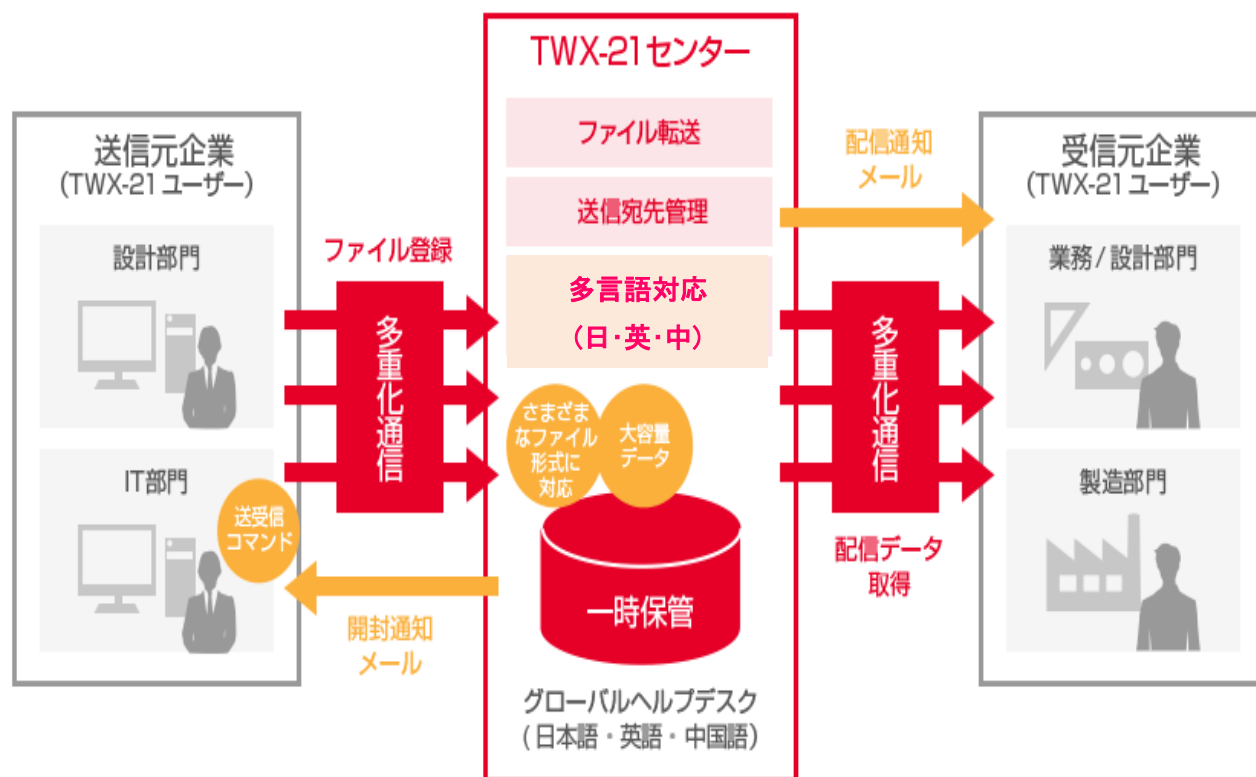 TWX-21センター
ファイル転送
送信宛先管理
多言語対応
(日・英・中)
さまざま
なファイル
形式に
対応
大容量
データ
一時保管
グローバルヘルプデスク
(日本語・英語・中国語)
送信元企業
(TWX-21ユーザー)
設計部門
IT部門
送受信
コマンド
ファイル登録
多重化通信
開封通知
メール
配信通知
メール
多重化通信
配信データ
取得
受信元企業
(TWX-21ユーザー)
業務/設計部門
製造部門